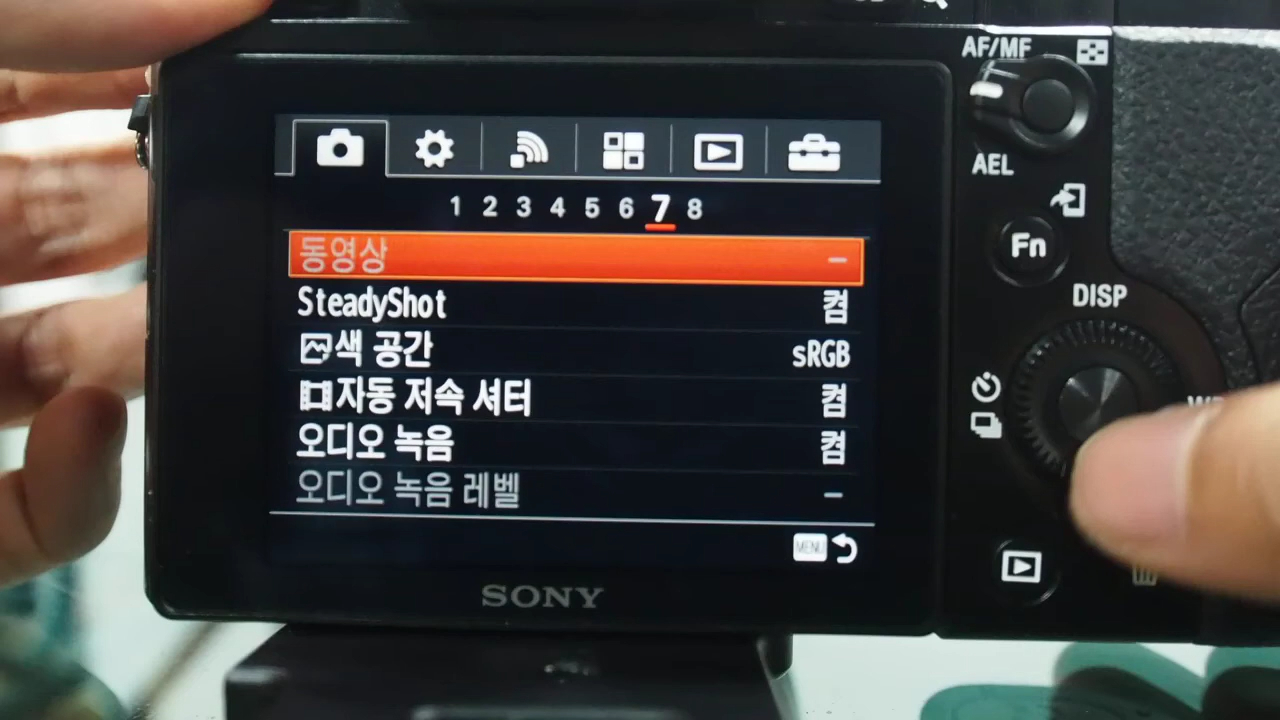 AF/MF
AEL
Fn
DISP
1 2 3 4 5 6 7 8
동영상 –
SteadyShot 켬
색 공간 sRGB
자동 저속 셔터 켬
오디오 녹음 켬
오디오 녹음 레벨 –
MENU
SONY